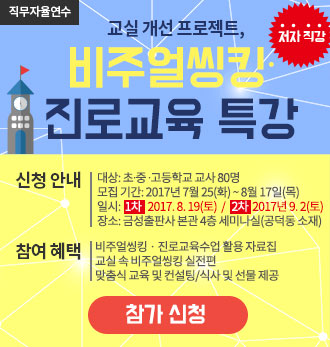 직무자율연수
교실 개선 프로젝트,
저자 직강
비주얼씽킹·
진로교육 특강
신청 안내
대상: 초·중·고등학교 교사 80명
모집 기간: 2017년 7월 25(화) ~ 8월 17일(목)
일시: 1차 2017. 8. 19(토) / 2차 2017년 9. 2(토)
장소: 금성출판사 본관 4층 세미나실(공덕동 소재)
참여 혜택
비주얼씽킹 · 진로교육수업 활용 자료집
교실 속 비주얼씽킹 실전편
맞춤식 교육 및 컨설팅/식사 및 선물 제공
참가 신청